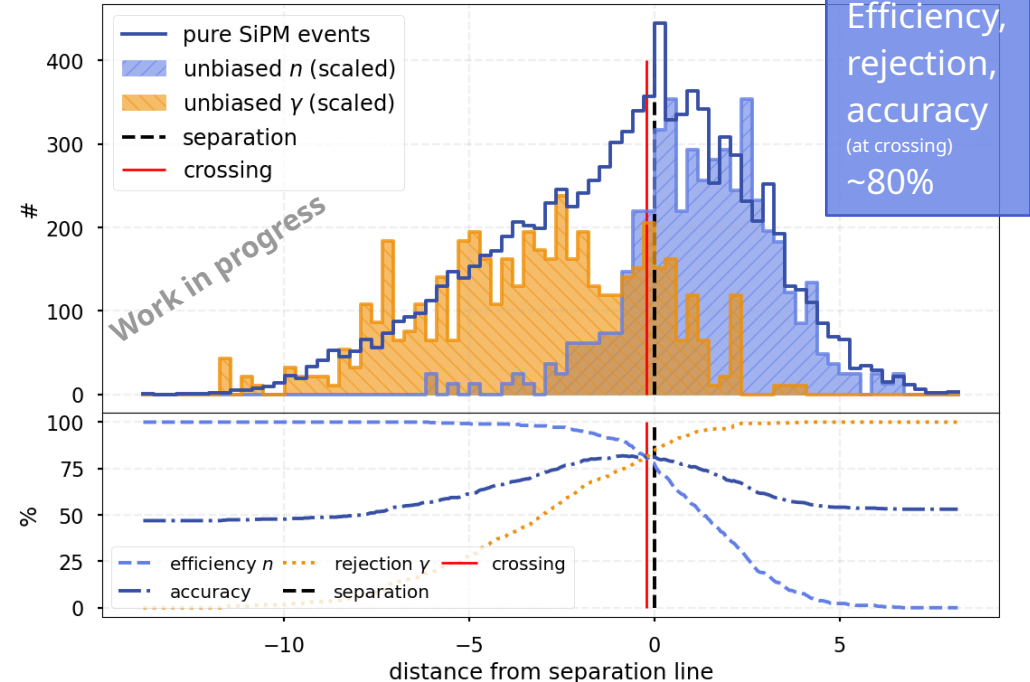 Efficiency,
rejection,
accuracy
(at crossing)
~80%
pure SiPM events
unbiased n (scaled)
unbiased γ (scaled)
separation
crossing
Work in progress
#
400
300
200
100
0
%
100
75
50
25
0
efficiency n
rejection γ
crossing
accuracy
separation
−10
−5
0
5
distance from separation line